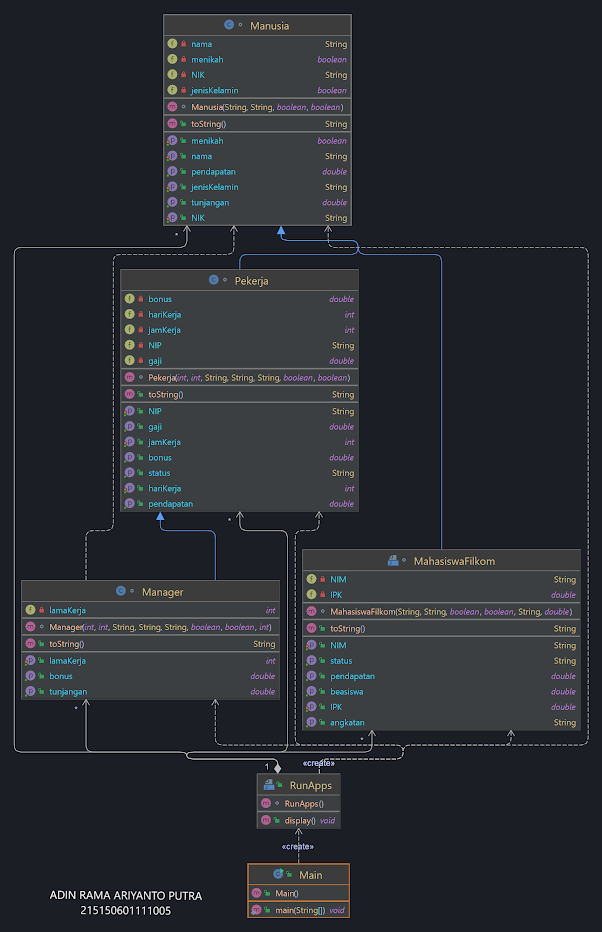 Manusia
nama String
menikah boolean
NIK String
jenisKelamin boolean
Manusia(String, String, boolean, boolean)
toString() String
menikah boolean
nama String
pendapatan double
jenisKelamin String
tunjangan double
NIK String
*
Pekerja
bonus double
hariKerja int
jamKerja int
NIP String
gaji double
Pekerja(int, int, String, String, String, boolean, boolean)
toString() String
NIP String
gaji double
jamKerja int
bonus double
status String
hariKerja int
pendapatan double
*
MahasiswaFilkom
NIM String
IPK double
MahasiswaFilkom(String, String, boolean, boolean, String, double)
toString() String
NIM String
status String
pendapatan double
beasiswa double
IPK double
angkatan String
*
Manager
lamaKerja int
Manager(int, int, String, String, String, boolean, boolean, int)
toString() String
lamaKerja int
bonus double
tunjangan double
*
1
«create»
RunApps
RunApps()
display() void
«create»
Main
Main()
main(String[]) void
ADIN RAMA ARIYANTO PUTRA
215150601111005